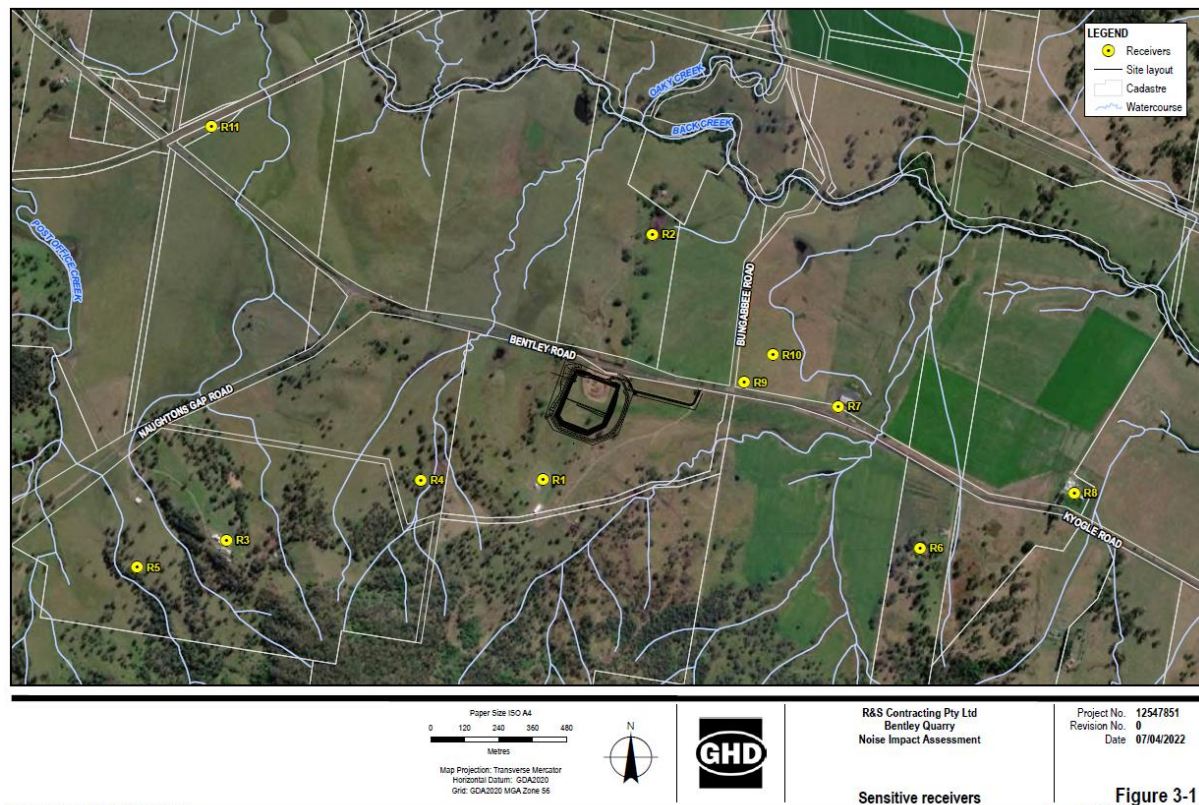 LEGEND
Receivers
Site layout
Cadastre
Watercourse
OAKY CREEK
BACK CREEK
R11
POST OFFICE CREEK
R2
BUNGABBEE ROAD
BENTLEY ROAD
R10
R9
R7
NAUGHTONS GAP ROAD
R4
R1
R8
KYOGLE ROAD
R3
R6
R5
Paper Size ISO A4
0 120 240 360 480
Metres
Map Projection: Transverse Mercator
Horizontal Datum: GDA2020
Grid: GDA2020 MGA Zone 56
N
GHD
R&S Contracting Pty Ltd
Bentley Quarry
Noise Impact Assessment
Sensitive receivers
Project No. 12547851
Revision No. 0
Date 07/04/2022
Figure 3-1